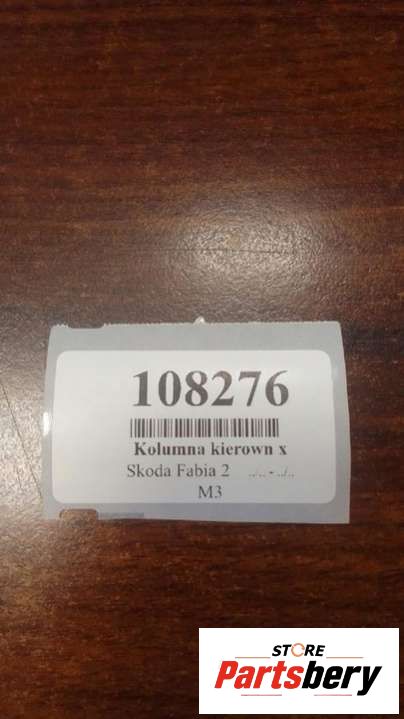 108276
Kolumna kierown x
Skoda Fabia 2 ../.. - ../..
M3
STORE
Partsbery